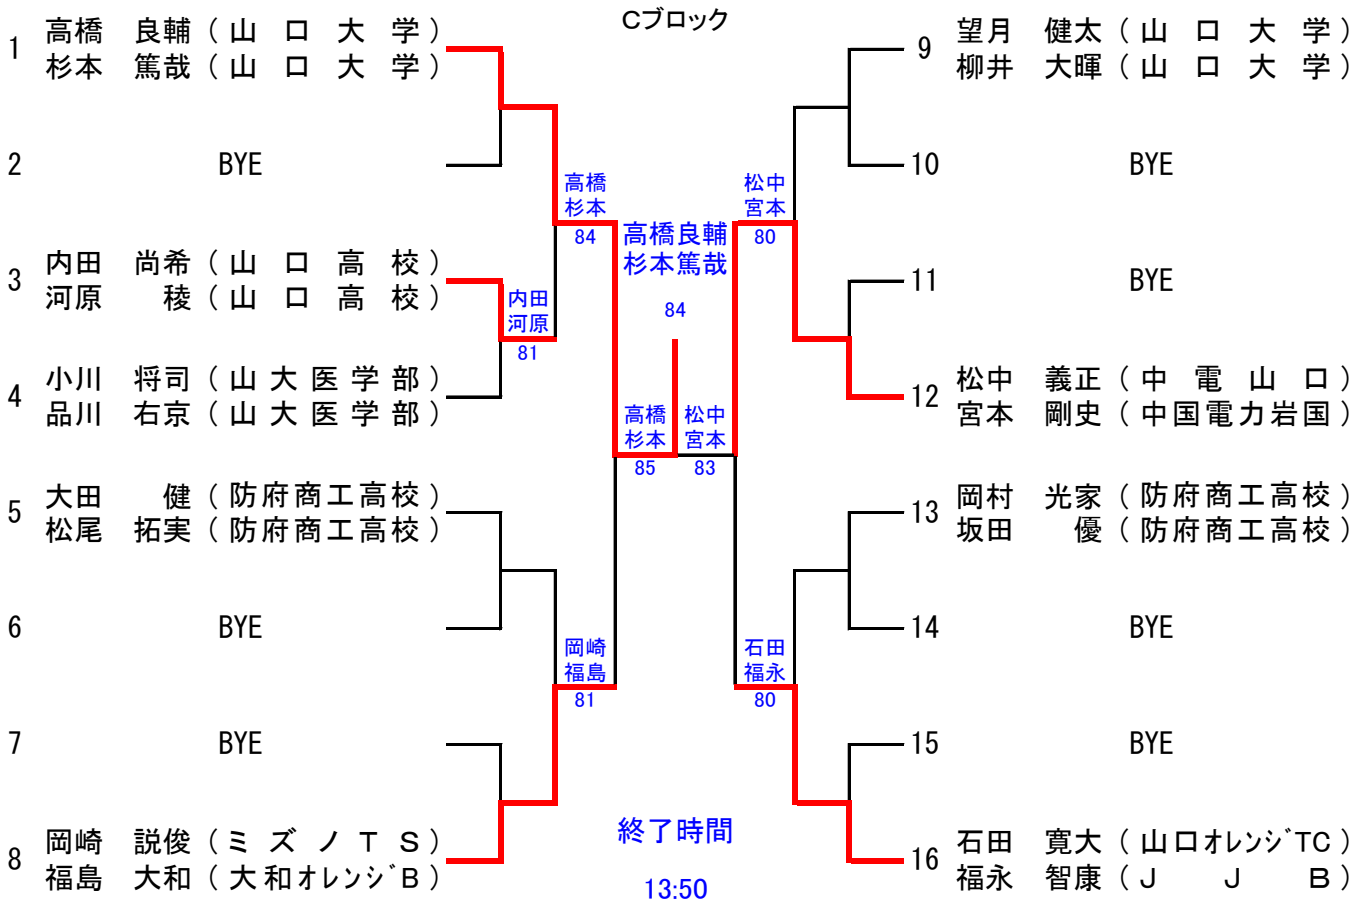 Cブロック
1 高橋 良輔 ( 山 口 大 学 )
杉本 篤哉 ( 山 口 大 学 )
2 BYE
3 内田 尚希 ( 山 口 高 校 )
河原 稜 ( 山 口 高 校 )
4 小川 将司 ( 山 大 医 学 部 )
品川 右京 ( 山 大 医 学 部 )
5 大田 健 ( 防府商工高校 )
松尾 拓実 ( 防府商工高校 )
6 BYE
7 BYE
8 岡崎 説俊 ( ミ ズ ノ T S )
福島 大和 ( 大和オレンジB )
内田
河原
81
高橋
杉本
84
岡崎
福島
81
高橋
杉本
85
高橋良輔
杉本篤哉
84
松中
宮本
83
松中
宮本
80
石田
福永
80
終了時間
13:50
9 望月 健太 ( 山 口 大 学 )
柳井 大暉 ( 山 口 大 学 )
10 BYE
11 BYE
12 松中 義正 ( 中 電 山 口 )
宮本 剛史 ( 中国電力岩国 )
13 岡村 光家 ( 防府商工高校 )
坂田 優 ( 防府商工高校 )
14 BYE
15 BYE
16 石田 寛大 ( 山口オレンジTC )
福永 智康 ( J J B )